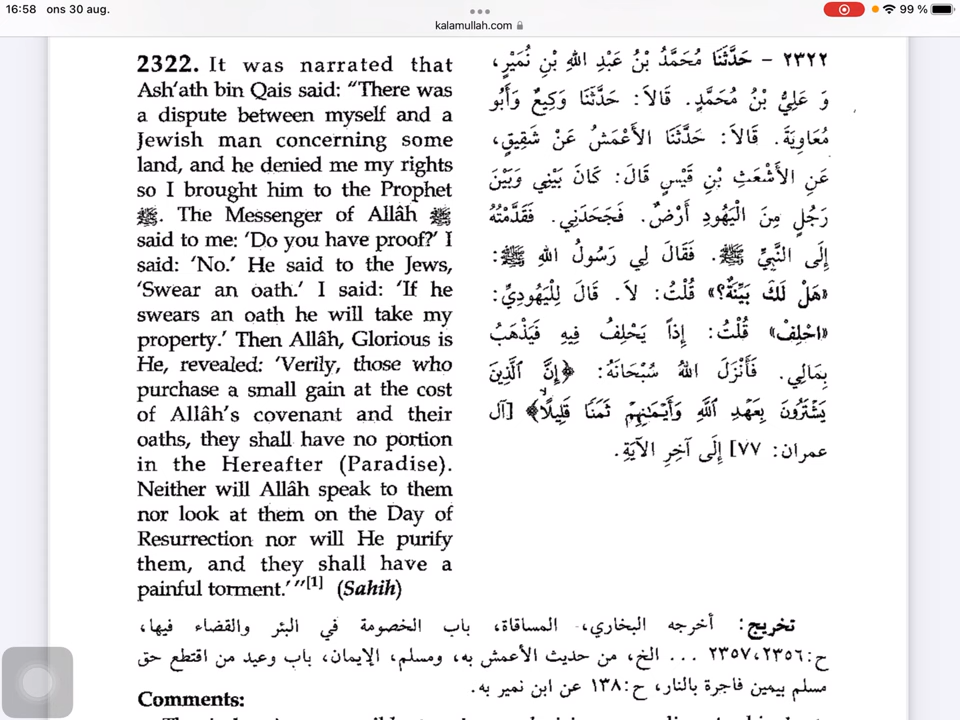 16:58 ons 30 aug.
99 %
kalamullah.com
2322. It was narrated that
Ash'ath bin Qais said: "There was
a dispute between myself and a
Jewish man concerning some
land, and he denied me my rights
so I brought him to the Prophet
ﷺ. The Messenger of Allâh ﷺ
said to me: 'Do you have proof?' I
said: 'No.' He said to the Jews,
'Swear an oath.' I said: 'If he
swears an oath he will take my
property.' Then Allâh, Glorious is
He, revealed: 'Verily, those who
purchase a small gain at the cost
of Allâh's covenant and their
oaths, they shall have no portion
in the Hereafter (Paradise).
Neither will Allâh speak to them
nor look at them on the Day of
Resurrection nor will He purify
them, and they shall have a
painful torment.'"[1] (Sahih)
٢٣٢٢ – حَدَّثَنَا مُحَمَّدُ بْنُ عَبْدِ اللهِ بْنِ نُمَيْرٍ،
وَ عَلِيُّ بْنُ مُحَمَّدٍ. قَالاَ: حَدَّثَنَا وَكِيعٌ وَأَبُو
مُعَاوِيَةَ. قَالاَ: حَدَّثَنَا الأَعْمَشُ عَنْ شَقِيقٍ،
عَنِ الأَشْعَثِ بْنِ قَيْسٍ قَالَ: كَانَ بَيْنِي وَبَيْنَ
رَجُلٍ مِنَ الْيَهُودِ أَرْضٌ. فَجَحَدَنِي. فَقَدَّمْتُهُ
إِلَى النَّبِيِّ ﷺ. فَقَالَ لِي رَسُولُ اللهِ ﷺ:
«هَلْ لَكَ بَيِّنَةٌ؟» قُلْتُ: لاَ. قَالَ لِلْيَهُودِيِّ:
«احْلِفْ» قُلْتُ: إِذاً يَحْلِفُ فِيهِ فَيَذْهَبُ
بِمَالِي. فَأَنْزَلَ اللهُ سُبْحَانَهُ: ﴿إِنَّ ٱلَّذِينَ
يَشْتَرُونَ بِعَهْدِ ٱللَّهِ وَأَيْمَٰنِهِمْ ثَمَنًا قَلِيلًا﴾ [آل
عمران: ٧٧] إِلَى آخِرِ الآيَةِ.
تخريج: أخرجه البخاري، المساقاة، باب الخصومة في البئر والقضاء فيها،
ح:٢٣٥٦، ٢٣٥٧ ... الخ، من حديث الأعمش به، ومسلم، الإيمان، باب وعيد من اقتطع حق
مسلم بيمين فاجرة بالنار، ح:١٣٨ عن ابن نمير به.
Comments: